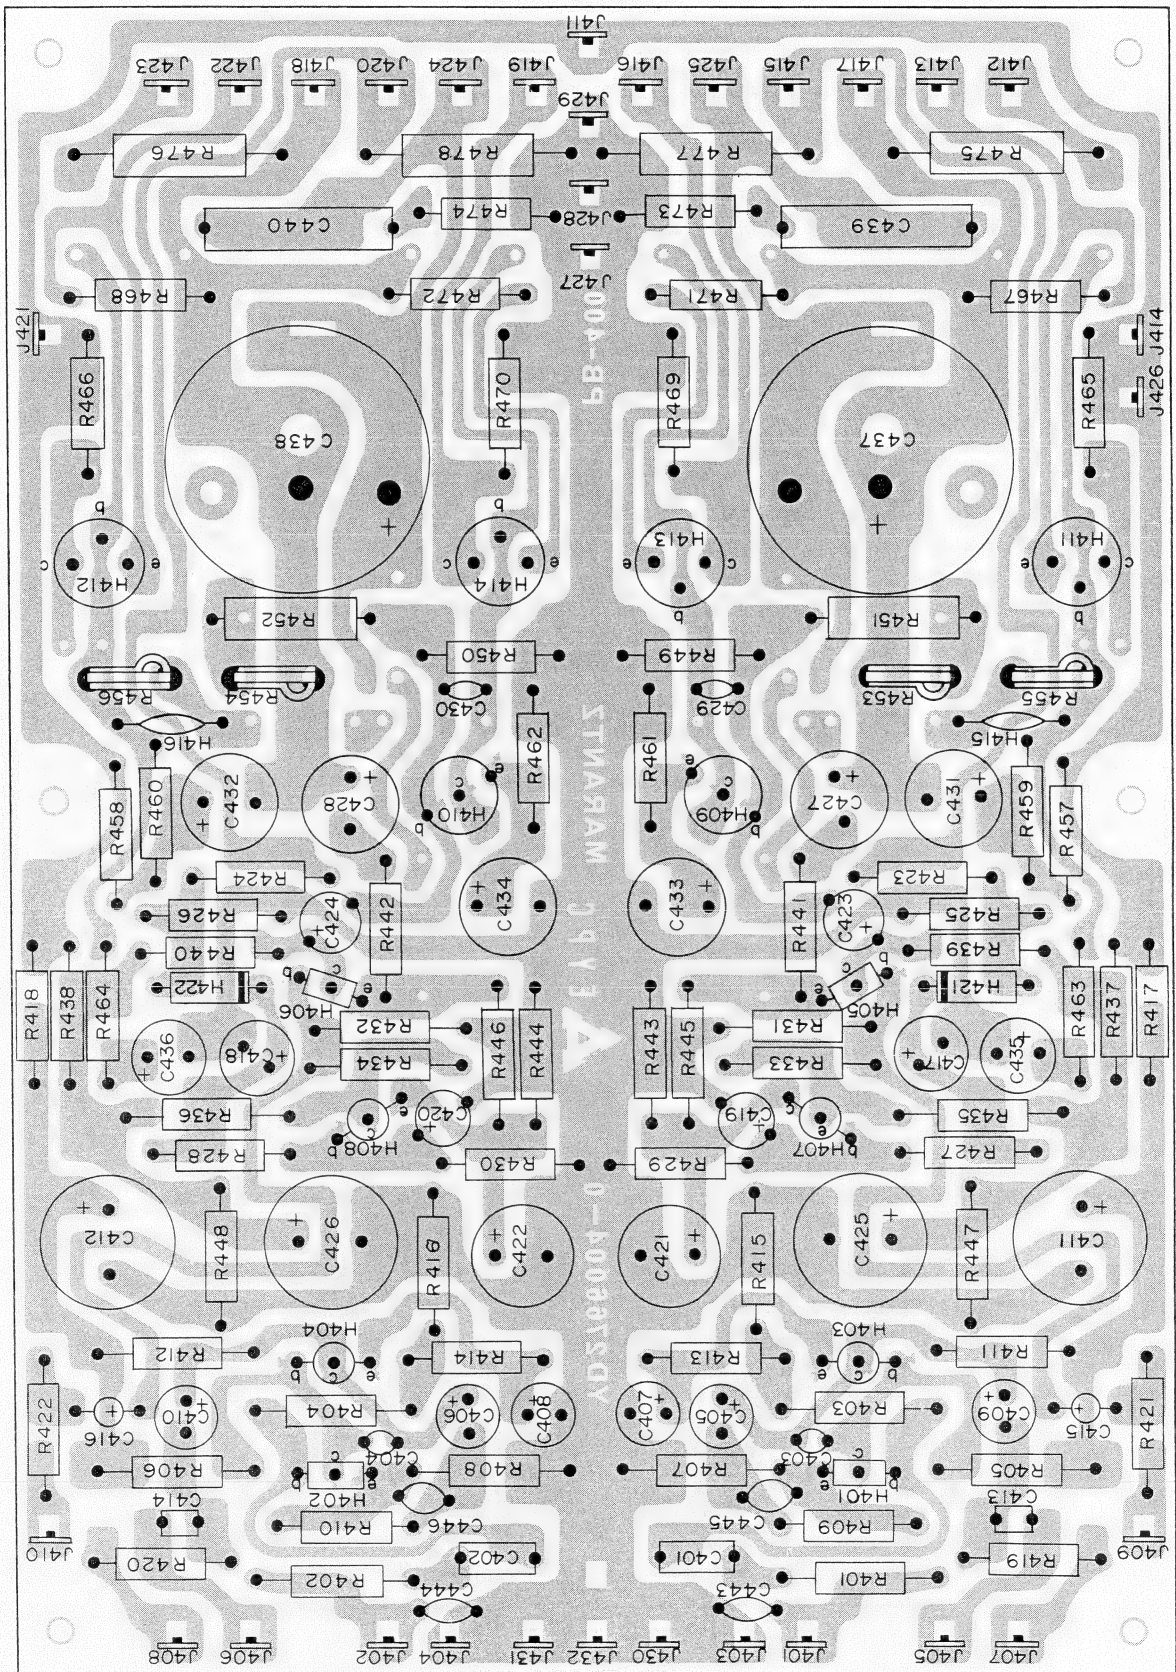 J411
J423 J422 J418 J420 J424 J419 J416 J425 J415 J417 J413 J412
J429
R476 R478 R477 R475
C440 R474 J428 R473 C439
J427
R468 R472 R471 R467
J421 J414
PB-400
R466 R470 R469 R465 J426
C438 C437
+ +
b b
c H412 e c H414 e e H413 c e H411 c
b b
R452 R451
R450 R449
R456 R454 R453 R455
C430 C429
H416 R462 R461 H415
MARANTZ
R458 R460 C432 + C428 + e c H410 b e c H409 b C427 + C431 + R459 R457
R424 R423
R426 C424 + R442 C434 + C433 + R441 C423 + R425
R440 R439
TYPE
R418 R438 R464 H422 b c e H406 b c e H405 H421 R463 R437 R417
R432 R446 R444 R443 R445 R431
C436 + C418 + R434 A R433 C417 + C435 +
R436 b c e H408 C420 + C419 + e c b H407 R435
R428 R430 R429 R427
YD2766004-0
C412 + R448 C426 + R416 C422 + C421 + R415 C425 + R447 C411 +
H404 H403
R412 b c e R414 R413 e c b R411
R422 C416 + C410 + R404 C406 + C408 + C407 + C405 + R403 C409 + C415 + R421
C404 C403
R406 b c e H402 R408 R407 e c b H401 R405
C414 C446 C445 C413
J410 R410 R409 J409
R420 C402 C401 R419
R402 R401
C444 C443
J408 J406 J402 J404 J431 J432 J430 J403 J401 J405 J407